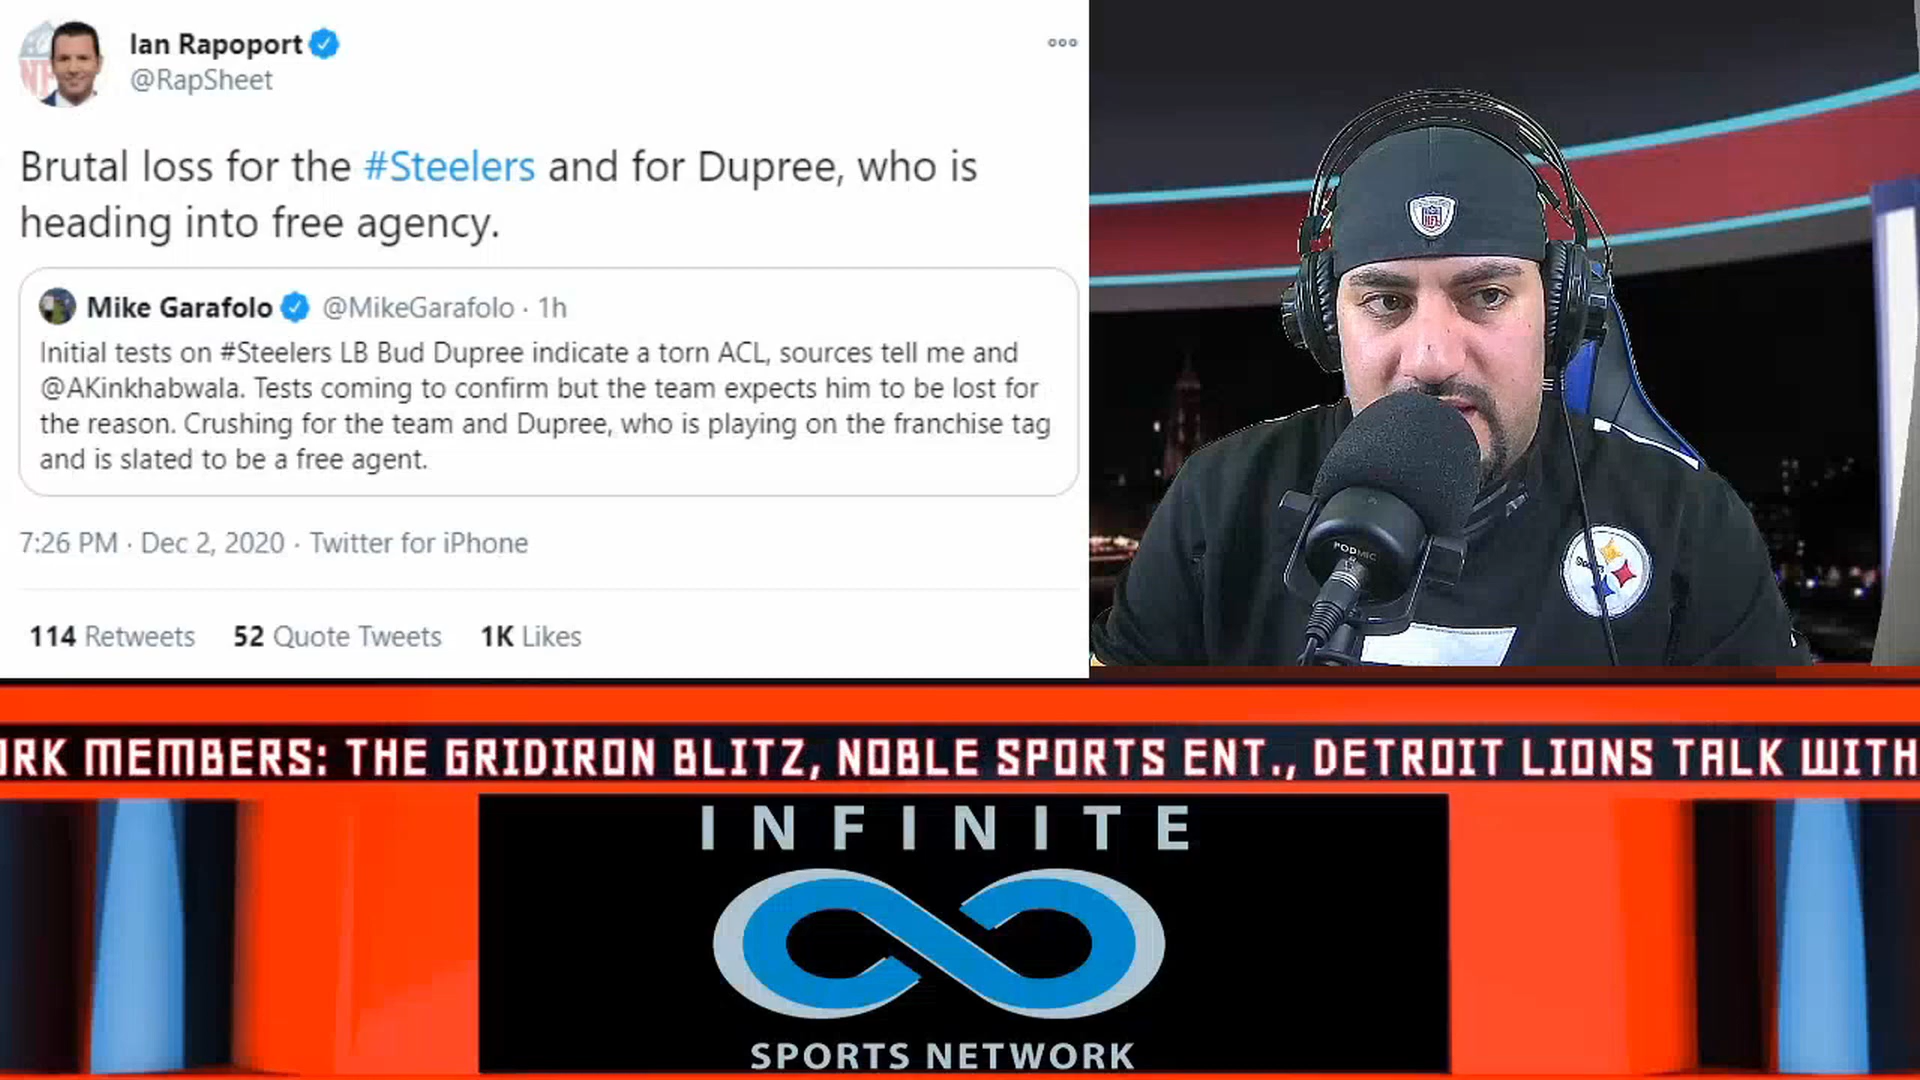 Ian Rapoport
@RapSheet
Brutal loss for the #Steelers and for Dupree, who is
heading into free agency.
Mike Garafolo @MikeGarafolo · 1h
Initial tests on #Steelers LB Bud Dupree indicate a torn ACL, sources tell me and
@AKinkhabwala. Tests coming to confirm but the team expects him to be lost for
the reason. Crushing for the team and Dupree, who is playing on the franchise tag
and is slated to be a free agent.
7:26 PM · Dec 2, 2020 · Twitter for iPhone
114 Retweets 52 Quote Tweets 1K Likes
NFL
PODMIC
ORK MEMBERS: THE GRIDIRON BLITZ, NOBLE SPORTS ENT., DETROIT LIONS TALK WITH
INFINITE
SPORTS NETWORK